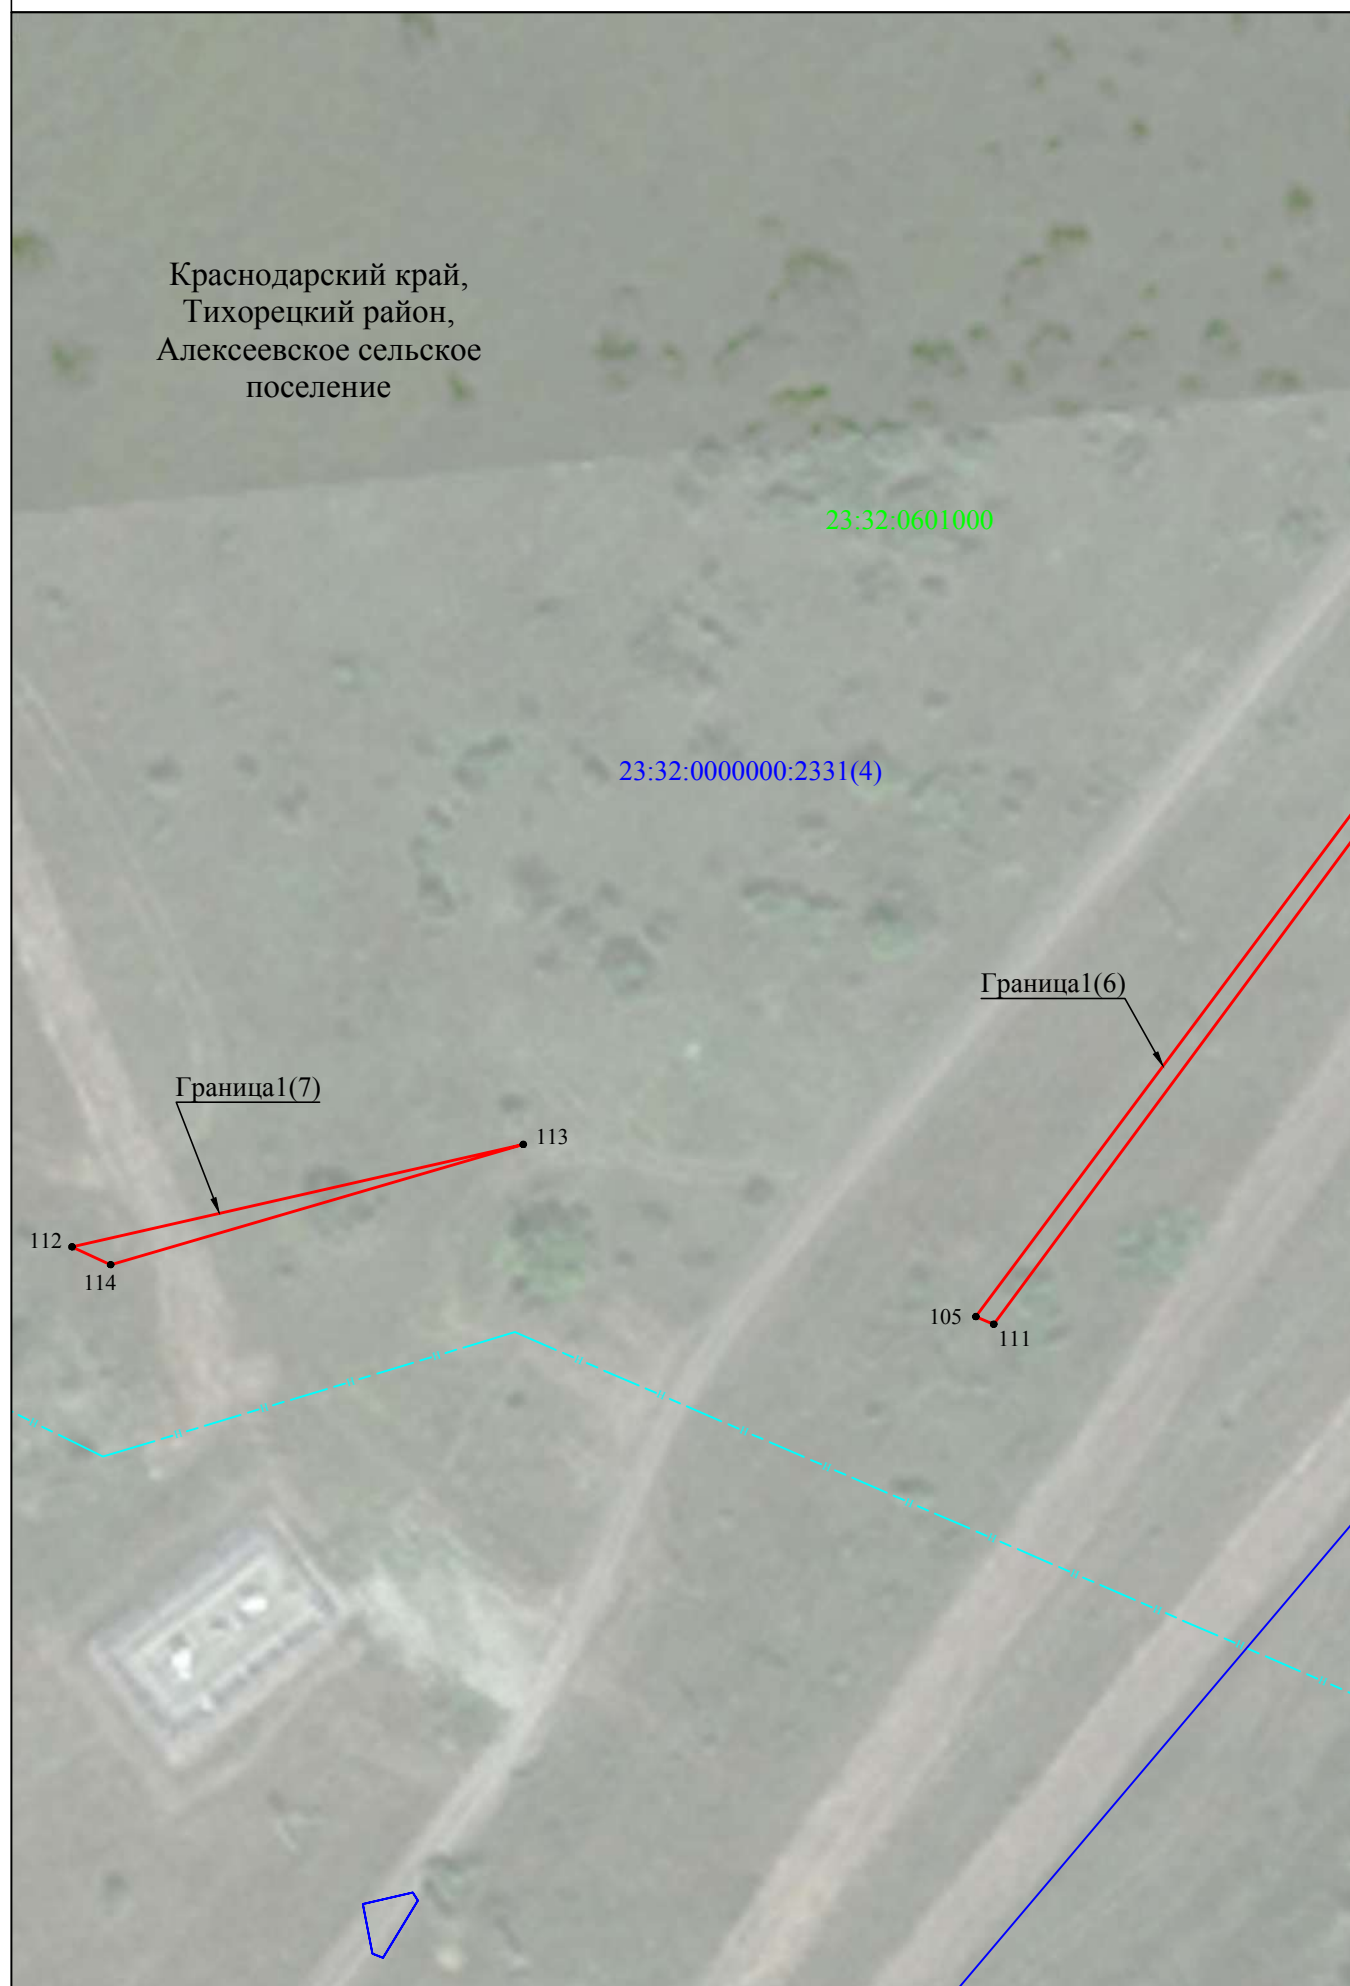 Краснодарский край,
Тихорецкий район,
Алексеевское сельское
поселение
23:32:0601000
23:32:0000000:2331(4)
Граница1(6)
Граница1(7)
113
112
114
105
111